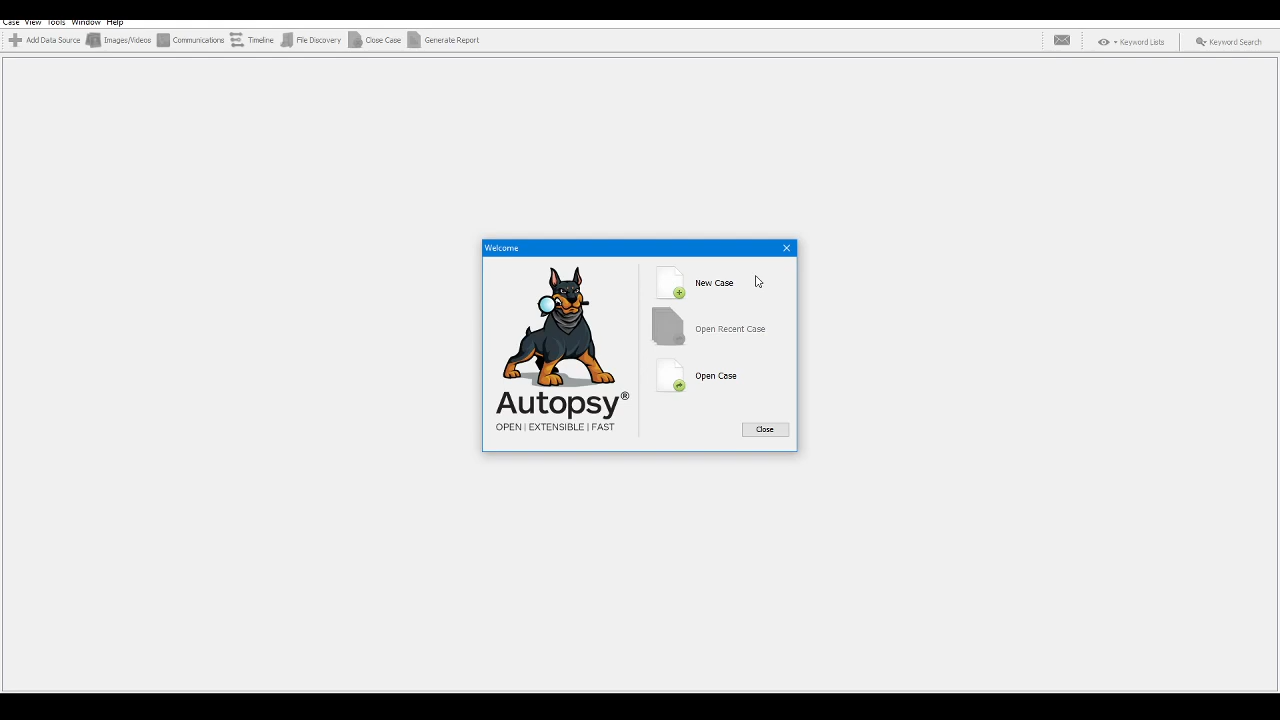 Case View Tools Window Help
Add Data Source Images/Videos Communications Timeline File Discovery Close Case Generate Report Keyword Lists Keyword Search
Welcome
New Case
Open Recent Case
Open Case
Autopsy®
OPEN | EXTENSIBLE | FAST
Close